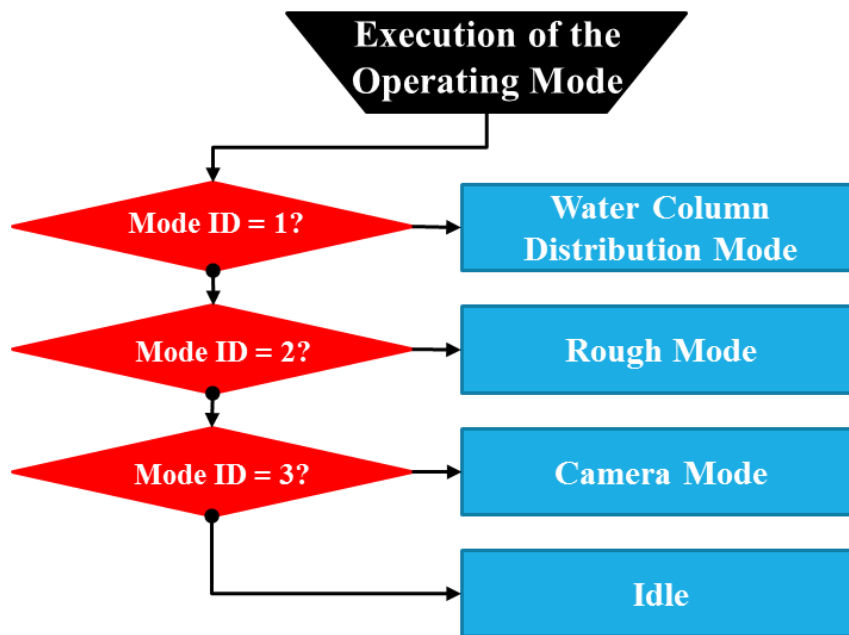 Execution of the
Operating Mode
Mode ID = 1?
Water Column
Distribution Mode
Mode ID = 2?
Rough Mode
Mode ID = 3?
Camera Mode
Idle